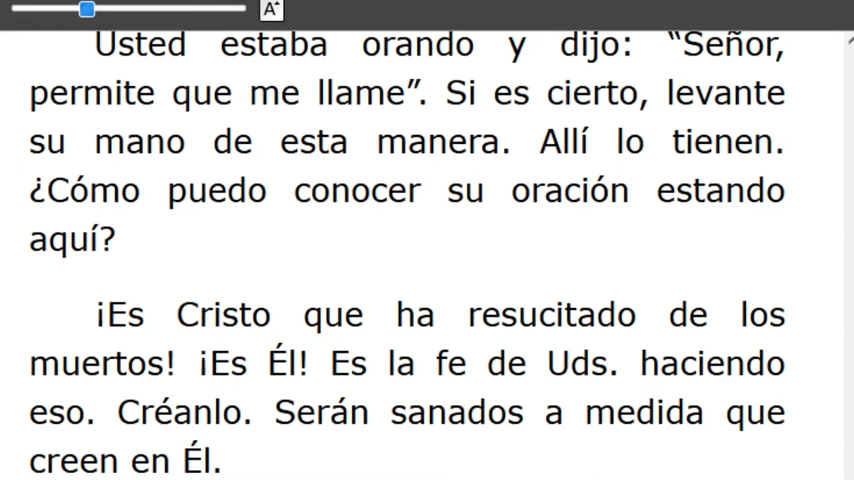 A
Usted estaba orando y dijo: “Señor,
permite que me llame”. Si es cierto, levante
su mano de esta manera. Allí lo tienen.
¿Cómo puedo conocer su oración estando
aquí?
¡Es Cristo que ha resucitado de los
muertos! ¡Es Él! Es la fe de Uds. haciendo
eso. Créanlo. Serán sanados a medida que
creen en Él.